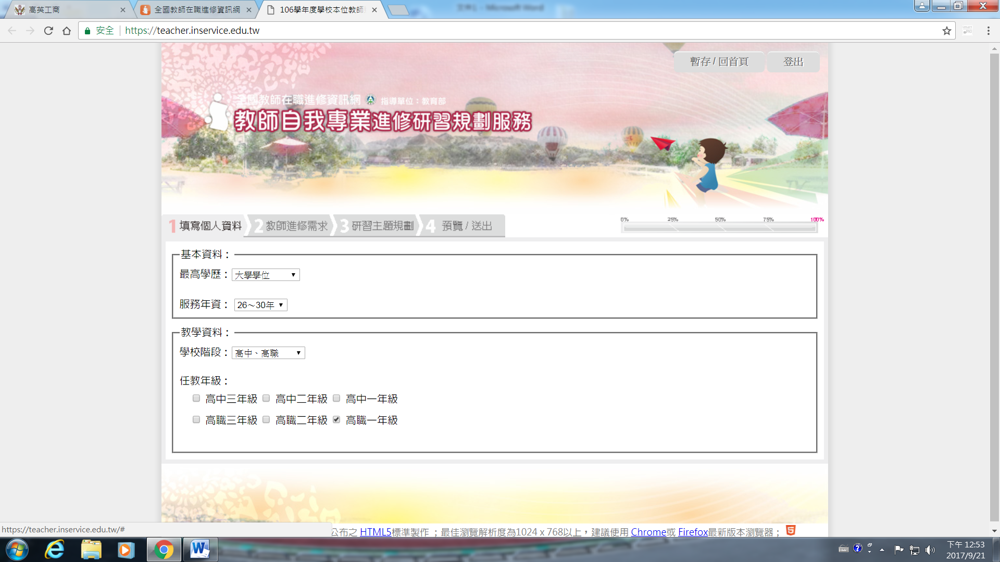 高英工商
全國教師在職進修資訊網
106學年度學校本位教師
安全 https://teacher.inservice.edu.tw
暫存 / 回首頁
登出
全國教師在職進修資訊網 指導單位：教育部
教師自我專業進修研習規劃服務
1 填寫個人資料 2 教師進修需求 3 研習主題規劃 4 預覽 / 送出
0% 25% 50% 75% 100%
基本資料：
最高學歷： 大學學位
服務年資： 26～30年
教學資料：
學校階段： 高中、高職
任教年級：
高中三年級 高中二年級 高中一年級
高職三年級 高職二年級 高職一年級
https://teacher.inservice.edu.tw/#
公布之 HTML5標準製作 ；最佳瀏覽解析度為1024 x 768以上，建議使用 Chrome或 Firefox最新版本瀏覽器；
下午 12:53
2017/9/21